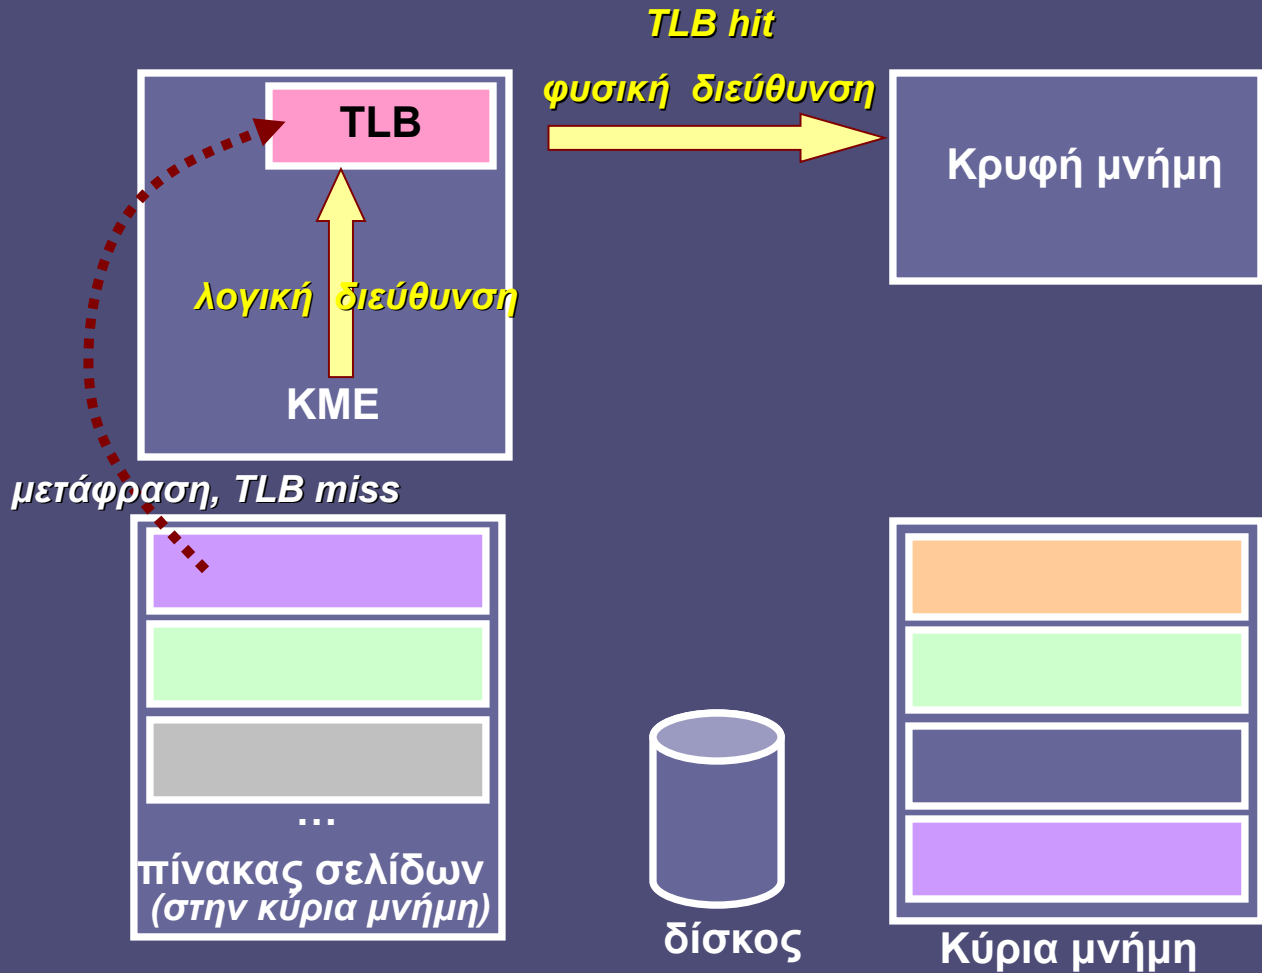 TLB hit
φυσική διεύθυνση
TLB
Κρυφή μνήμη
λογική διεύθυνση
ΚΜΕ
μετάφραση, TLB miss
...
πίνακας σελίδων
(στην κύρια μνήμη)
δίσκος
Κύρια μνήμη